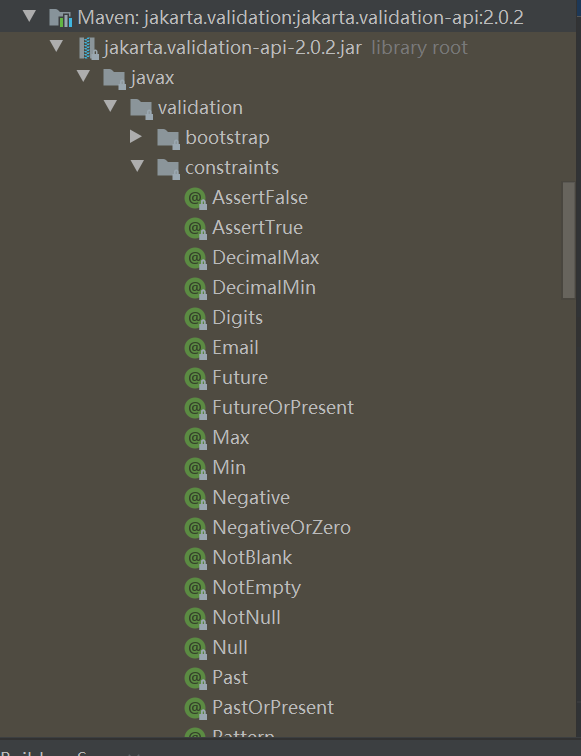 Maven: jakarta.validation:jakarta.validation-api:2.0.2
jakarta.validation-api-2.0.2.jar library root
javax
validation
bootstrap
constraints
AssertFalse
AssertTrue
DecimalMax
DecimalMin
Digits
Email
Future
FutureOrPresent
Max
Min
Negative
NegativeOrZero
NotBlank
NotEmpty
NotNull
Null
Past
PastOrPresent
Pattern